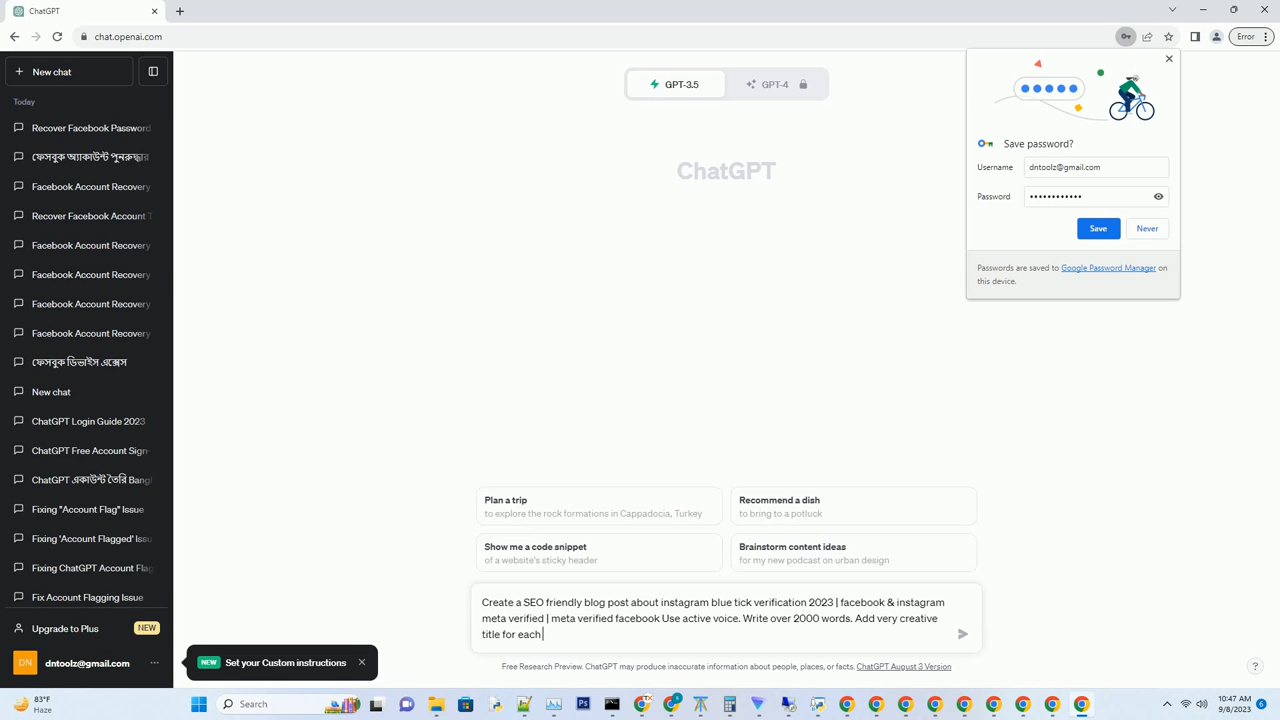 ChatGPT
chat.openai.com
Error
New chat
Today
Recover Facebook Password
ফেসবুক অ্যাকাউন্ট পুনরুদ্ধার
Facebook Account Recovery
Recover Facebook Account T
Facebook Account Recovery
Facebook Account Recovery
Facebook Account Recovery
Facebook Account Recovery
ফেসবুক ডিভাইস এক্সেস
New chat
ChatGPT Login Guide 2023
ChatGPT Free Account Sign-
ChatGPT একাউন্ট তৈরি Bangl
Fixing "Account Flag" Issue
Fixing 'Account Flagged' Issu
Fixing ChatGPT Account Flag
Fix Account Flagging Issue
Upgrade to Plus NEW
DN dntoolz@gmail.com
NEW Set your Custom instructions
GPT-3.5 GPT-4
ChatGPT
Save password?
Username dntoolz@gmail.com
Password ••••••••••••
Save Never
Passwords are saved to Google Password Manager on
this device.
Plan a trip
to explore the rock formations in Cappadocia, Turkey
Recommend a dish
to bring to a potluck
Show me a code snippet
of a website's sticky header
Brainstorm content ideas
for my new podcast on urban design
Create a SEO friendly blog post about instagram blue tick verification 2023 | facebook & instagram
meta verified | meta verified facebook Use active voice. Write over 2000 words. Add very creative
title for each
Free Research Preview. ChatGPT may produce inaccurate information about people, places, or facts. ChatGPT August 3 Version
?
83°F
Haze
Search
10:47 AM
9/8/2023